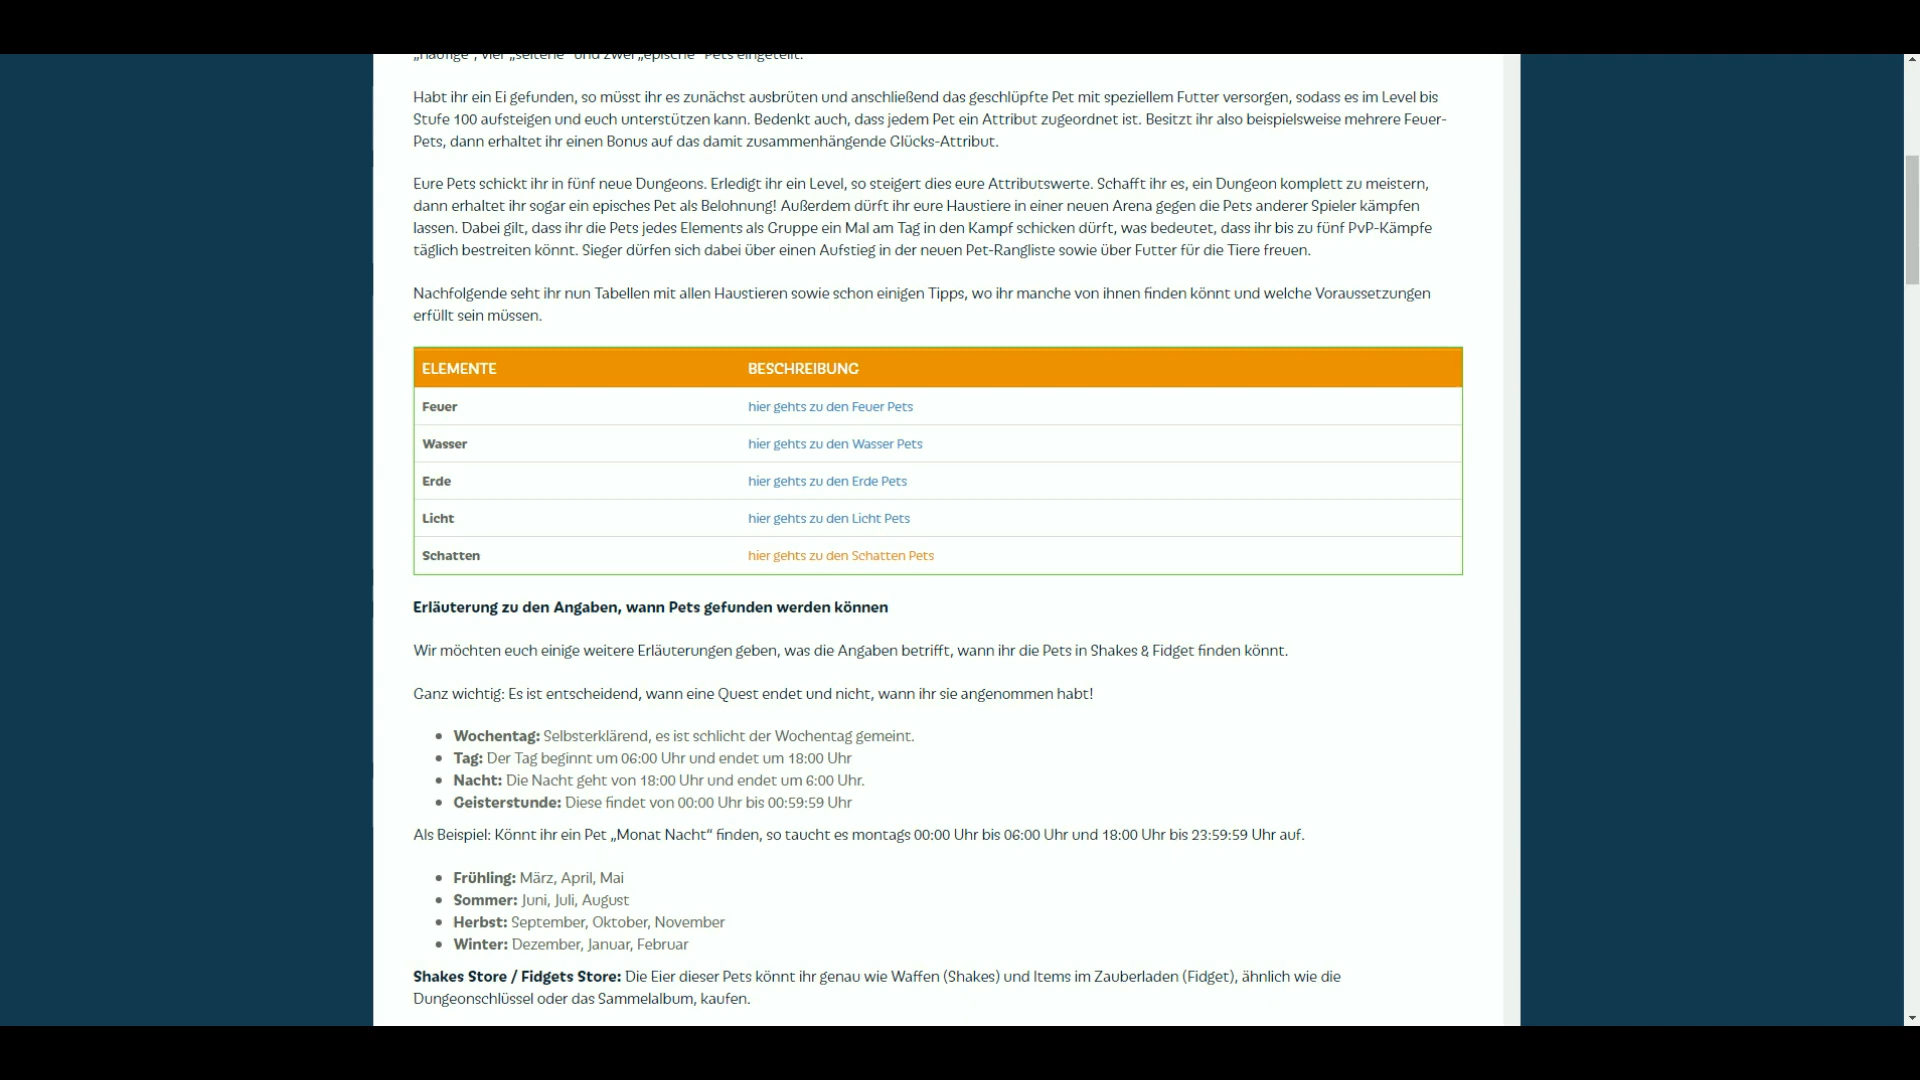 „häufige“, vier „seltene“ und zwei „epische“ Pets eingeteilt.
Habt ihr ein Ei gefunden, so müsst ihr es zunächst ausbrüten und anschließend das geschlüpfte Pet mit speziellem Futter versorgen, sodass es im Level bis
Stufe 100 aufsteigen und euch unterstützen kann. Bedenkt auch, dass jedem Pet ein Attribut zugeordnet ist. Besitzt ihr also beispielsweise mehrere Feuer-
Pets, dann erhaltet ihr einen Bonus auf das damit zusammenhängende Glücks-Attribut.
Eure Pets schickt ihr in fünf neue Dungeons. Erledigt ihr ein Level, so steigert dies eure Attributswerte. Schafft ihr es, ein Dungeon komplett zu meistern,
dann erhaltet ihr sogar ein episches Pet als Belohnung! Außerdem dürft ihr eure Haustiere in einer neuen Arena gegen die Pets anderer Spieler kämpfen
lassen. Dabei gilt, dass ihr die Pets jedes Elements als Gruppe ein Mal am Tag in den Kampf schicken dürft, was bedeutet, dass ihr bis zu fünf PvP-Kämpfe
täglich bestreiten könnt. Sieger dürfen sich dabei über einen Aufstieg in der neuen Pet-Rangliste sowie über Futter für die Tiere freuen.
Nachfolgende seht ihr nun Tabellen mit allen Haustieren sowie schon einigen Tipps, wo ihr manche von ihnen finden könnt und welche Voraussetzungen
erfüllt sein müssen.
ELEMENTE BESCHREIBUNG
Feuer hier gehts zu den Feuer Pets
Wasser hier gehts zu den Wasser Pets
Erde hier gehts zu den Erde Pets
Licht hier gehts zu den Licht Pets
Schatten hier gehts zu den Schatten Pets
Erläuterung zu den Angaben, wann Pets gefunden werden können
Wir möchten euch einige weitere Erläuterungen geben, was die Angaben betrifft, wann ihr die Pets in Shakes & Fidget finden könnt.
Ganz wichtig: Es ist entscheidend, wann eine Quest endet und nicht, wann ihr sie angenommen habt!
• Wochentag: Selbsterklärend, es ist schlicht der Wochentag gemeint.
• Tag: Der Tag beginnt um 06:00 Uhr und endet um 18:00 Uhr
• Nacht: Die Nacht geht von 18:00 Uhr und endet um 6:00 Uhr.
• Geisterstunde: Diese findet von 00:00 Uhr bis 00:59:59 Uhr
Als Beispiel: Könnt ihr ein Pet „Monat Nacht“ finden, so taucht es montags 00:00 Uhr bis 06:00 Uhr und 18:00 Uhr bis 23:59:59 Uhr auf.
• Frühling: März, April, Mai
• Sommer: Juni, Juli, August
• Herbst: September, Oktober, November
• Winter: Dezember, Januar, Februar
Shakes Store / Fidgets Store: Die Eier dieser Pets könnt ihr genau wie Waffen (Shakes) und Items im Zauberladen (Fidget), ähnlich wie die
Dungeonschlüssel oder das Sammelalbum, kaufen.